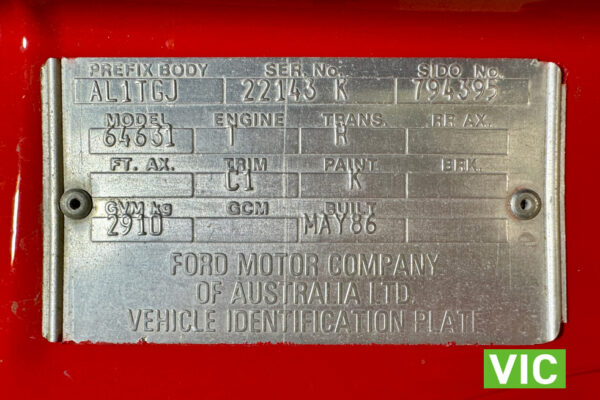 PREFIX BODY SER. No. SIDO No.
AL1TGJ 22143 K 794395
MODEL ENGINE TRANS. RR AX.
64631 I R
FT. AX. TRIM PAINT BRK.
C1 K
GVM kg GCM BUILT
2910 MAY86
FORD MOTOR COMPANY
OF AUSTRALIA LTD.
VEHICLE IDENTIFICATION PLATE
VIC